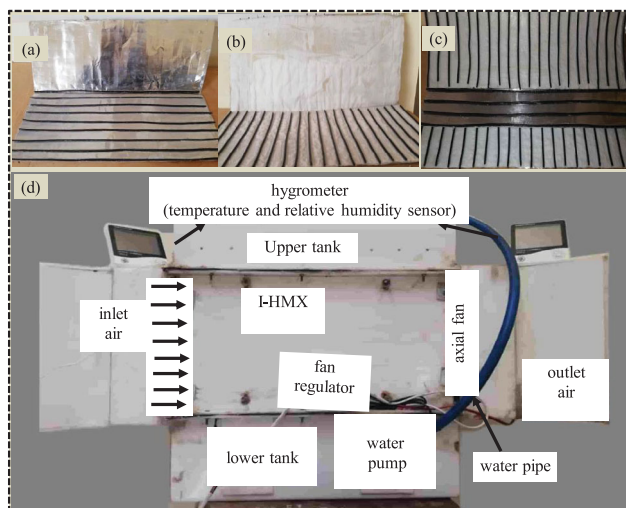 (a)
(b)
(c)
(d)
hygrometer
(temperature and relative humidity sensor)
Upper tank
inlet
air
I-HMX
axial fan
fan
regulator
outlet
air
lower tank
water
pump
water pipe